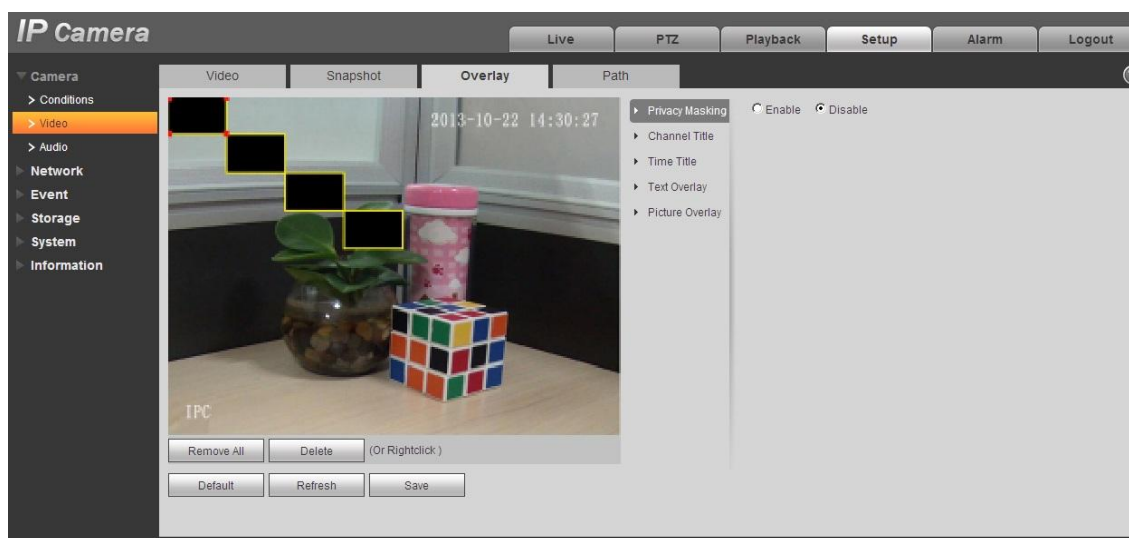 IP Camera
Live PTZ Playback Setup Alarm Logout
Camera
Conditions
Video
Audio
Network
Event
Storage
System
Information
Video Snapshot Overlay Path
2013-10-22 14:30:27
IPC
Privacy Masking
Channel Title
Time Title
Text Overlay
Picture Overlay
Enable Disable
Remove All Delete (Or Rightclick )
Default Refresh Save